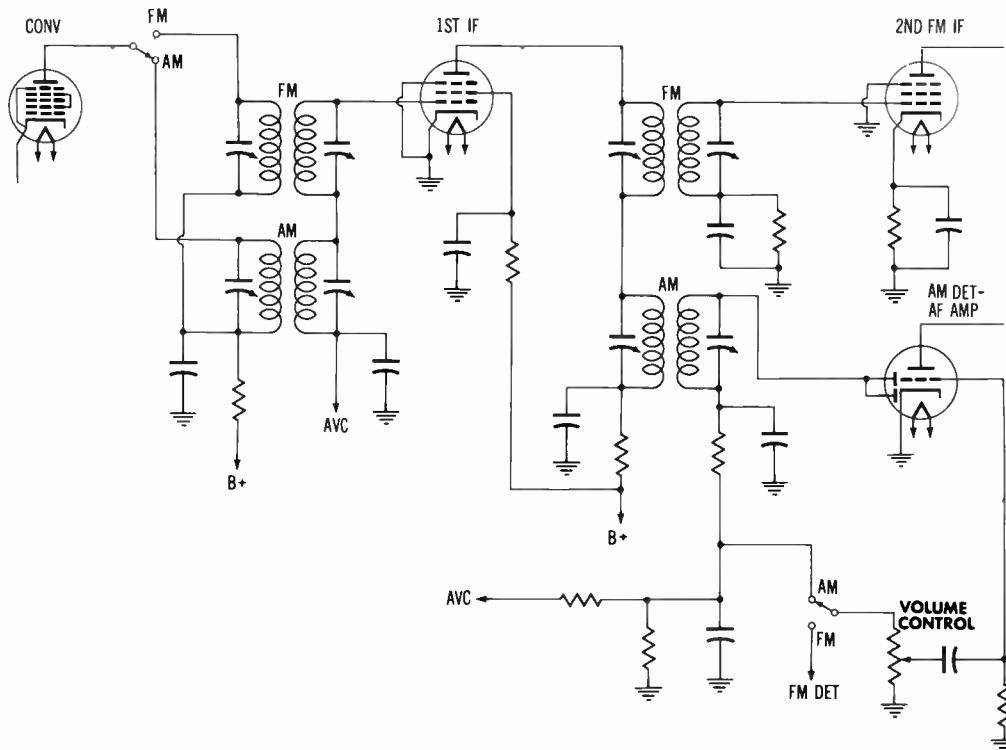 CONV
FM
AM
1ST IF
2ND FM IF
FM
FM
AM
AM
AVC
B+
B+
AM DET-
AF AMP
AVC
AM
FM
VOLUME
CONTROL
FM DET